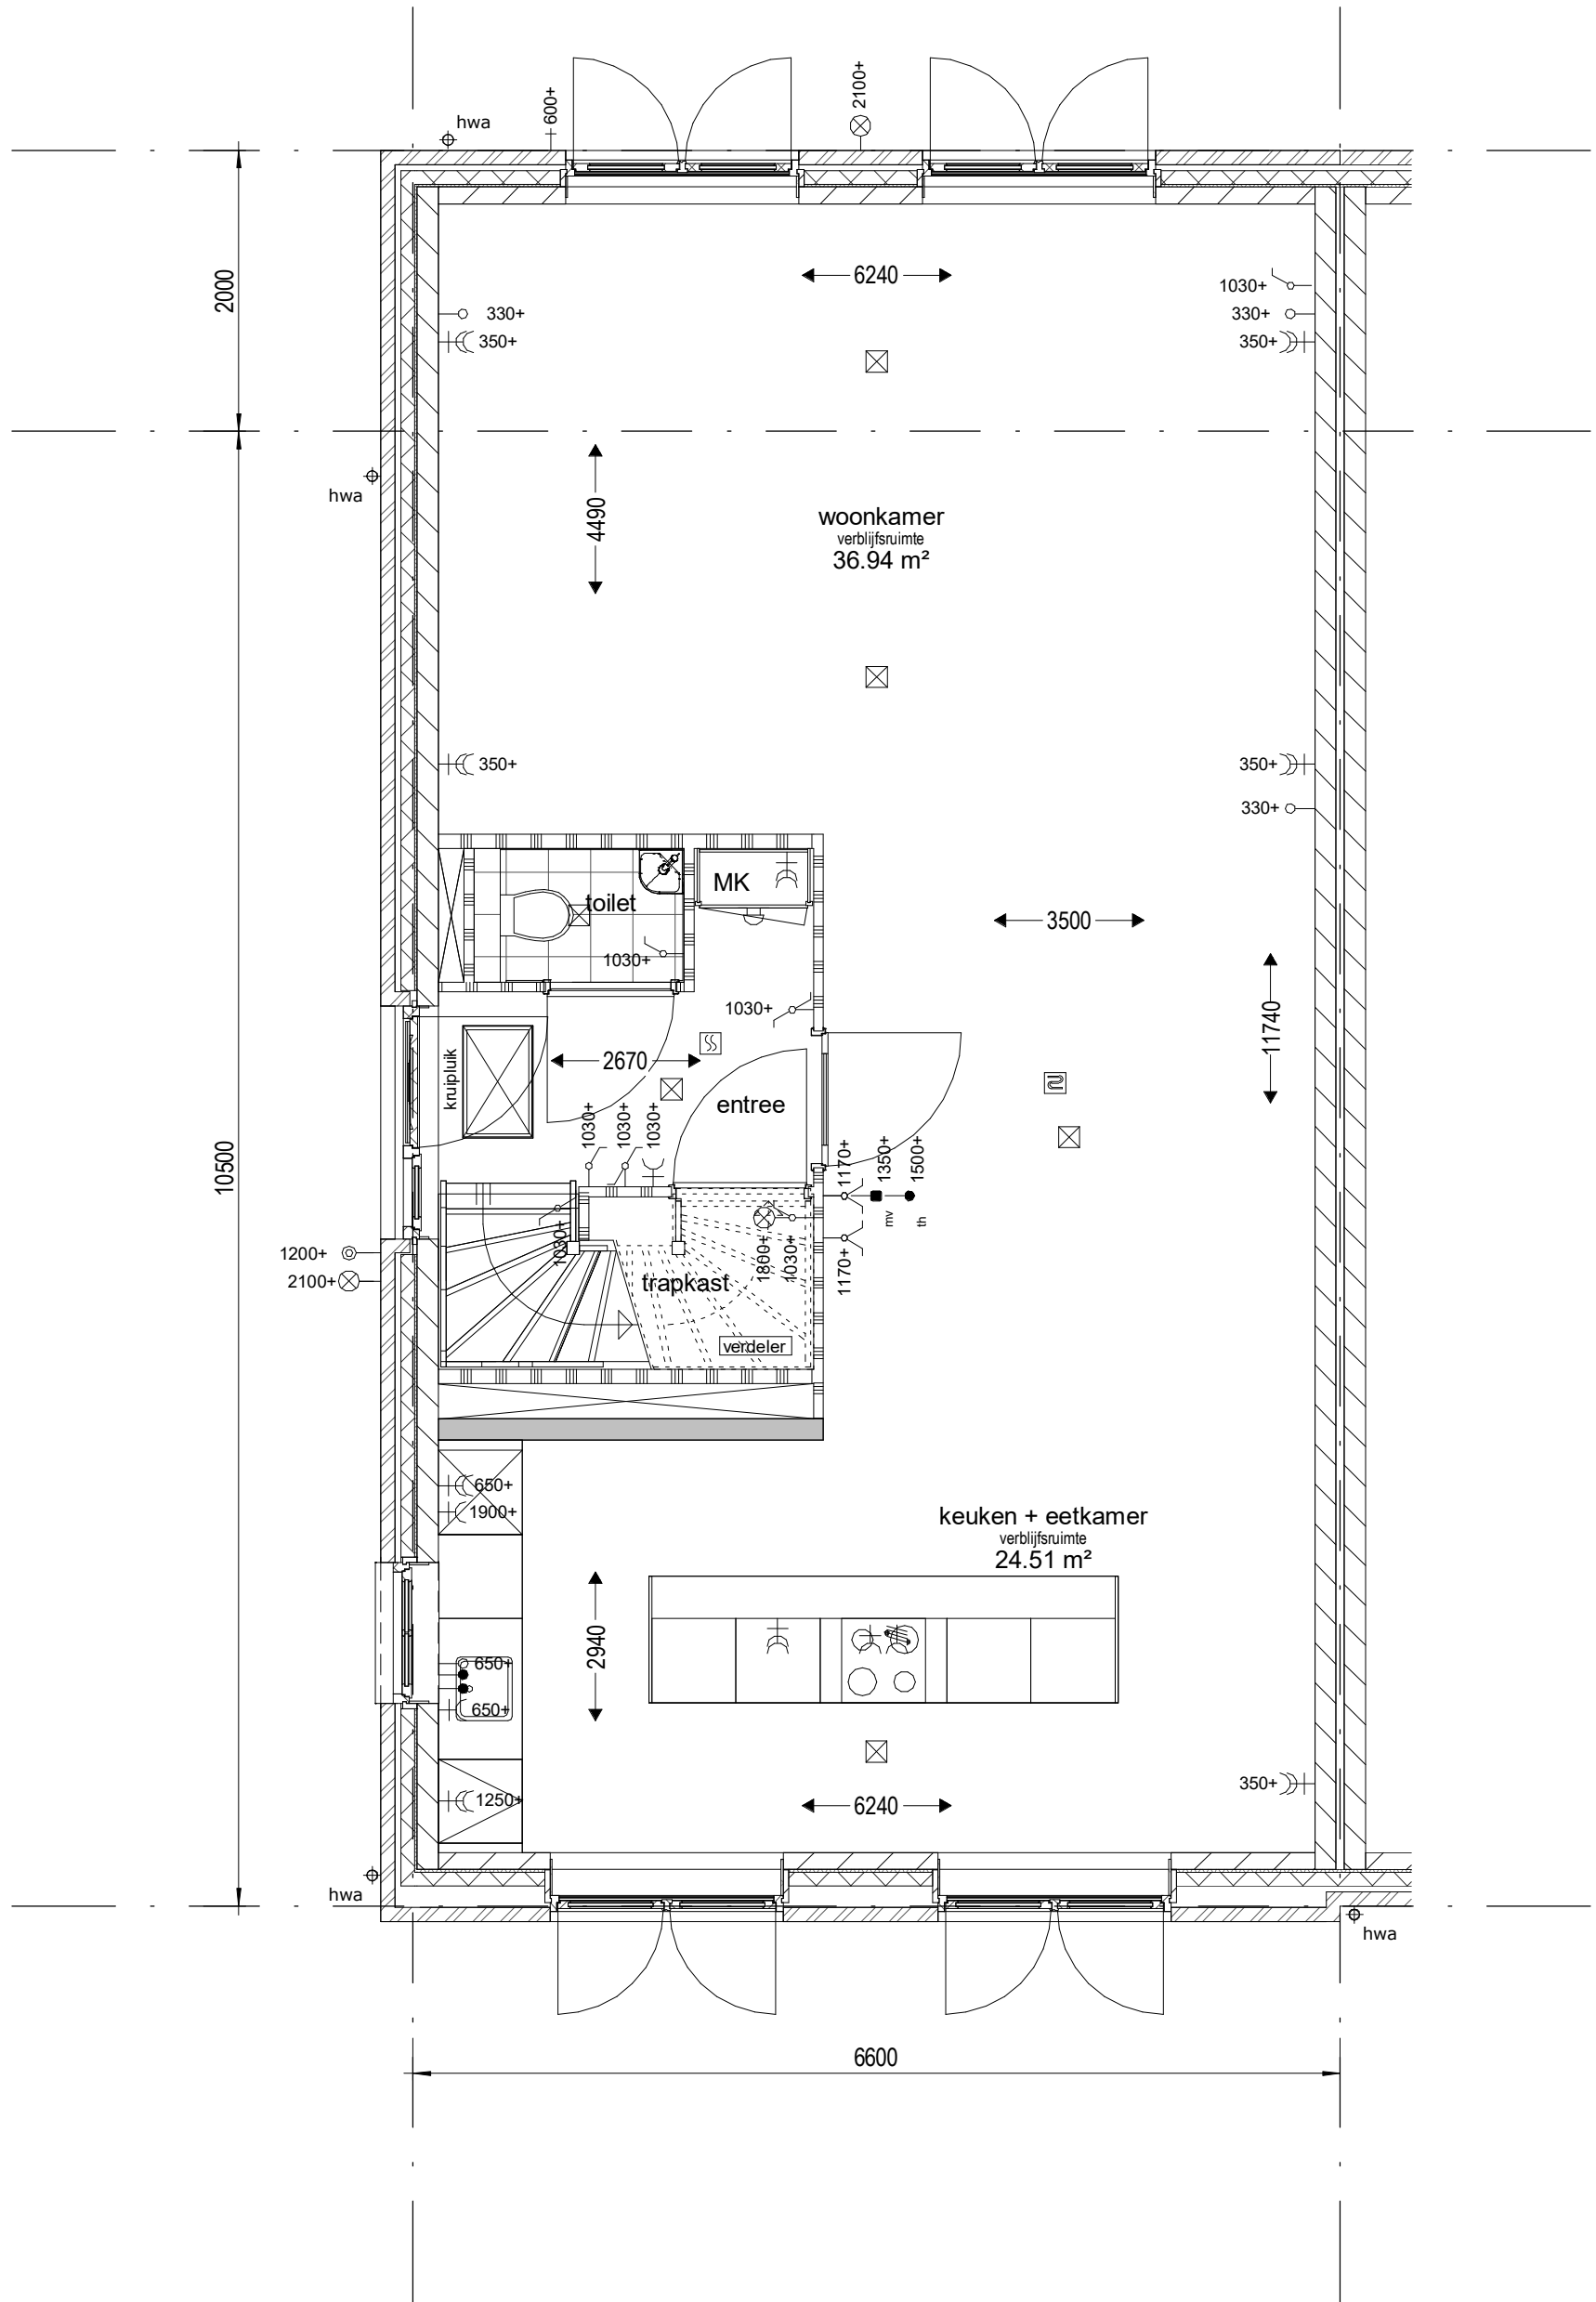 600+
2100+
hwa
2000
6240
1030+
330+
330+
350+
350+
hwa
4490
woonkamer
verblijfsruimte
36.94 m²
350+
350+
330+
MK
toilet
3500
1030+
1030+
11740
2670
kruipluik
entree
1030+
1030+
1030+
1170+
1350+
1500+
10500
mv
th
1030+
1800+
1030+
1170+
1200+
2100+
trapkast
verdeler
650+
1900+
keuken + eetkamer
verblijfsruimte
24.51 m²
2940
650+
650+
350+
1250+
6240
hwa
hwa
6600